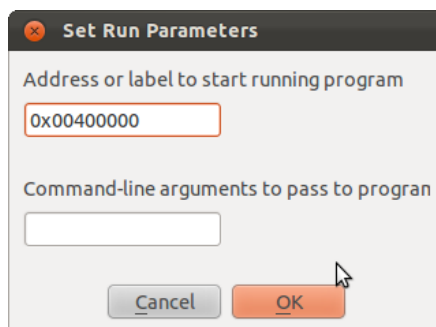 Set Run Parameters
Address or label to start running program
0x00400000
Command-line arguments to pass to progran
Cancel
OK